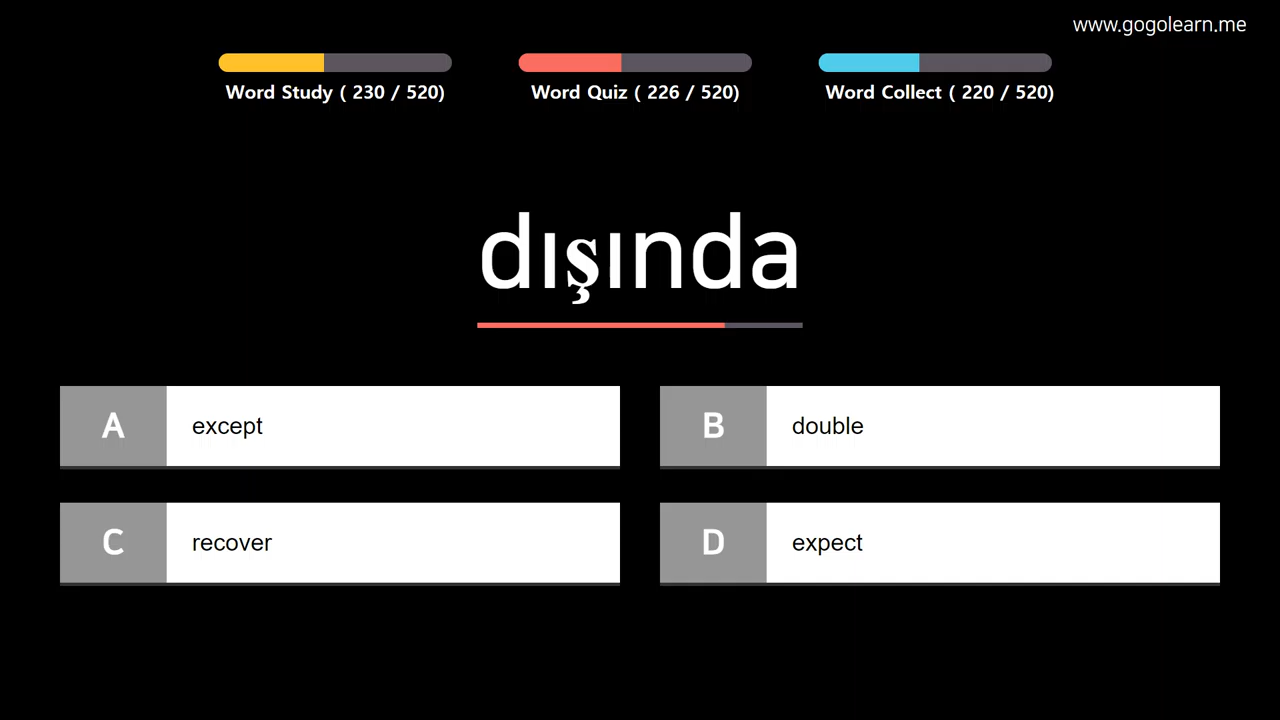 www.gogolearn.me
Word Study ( 230 / 520)
Word Quiz ( 226 / 520)
Word Collect ( 220 / 520)
dışında
A except
B double
C recover
D expect